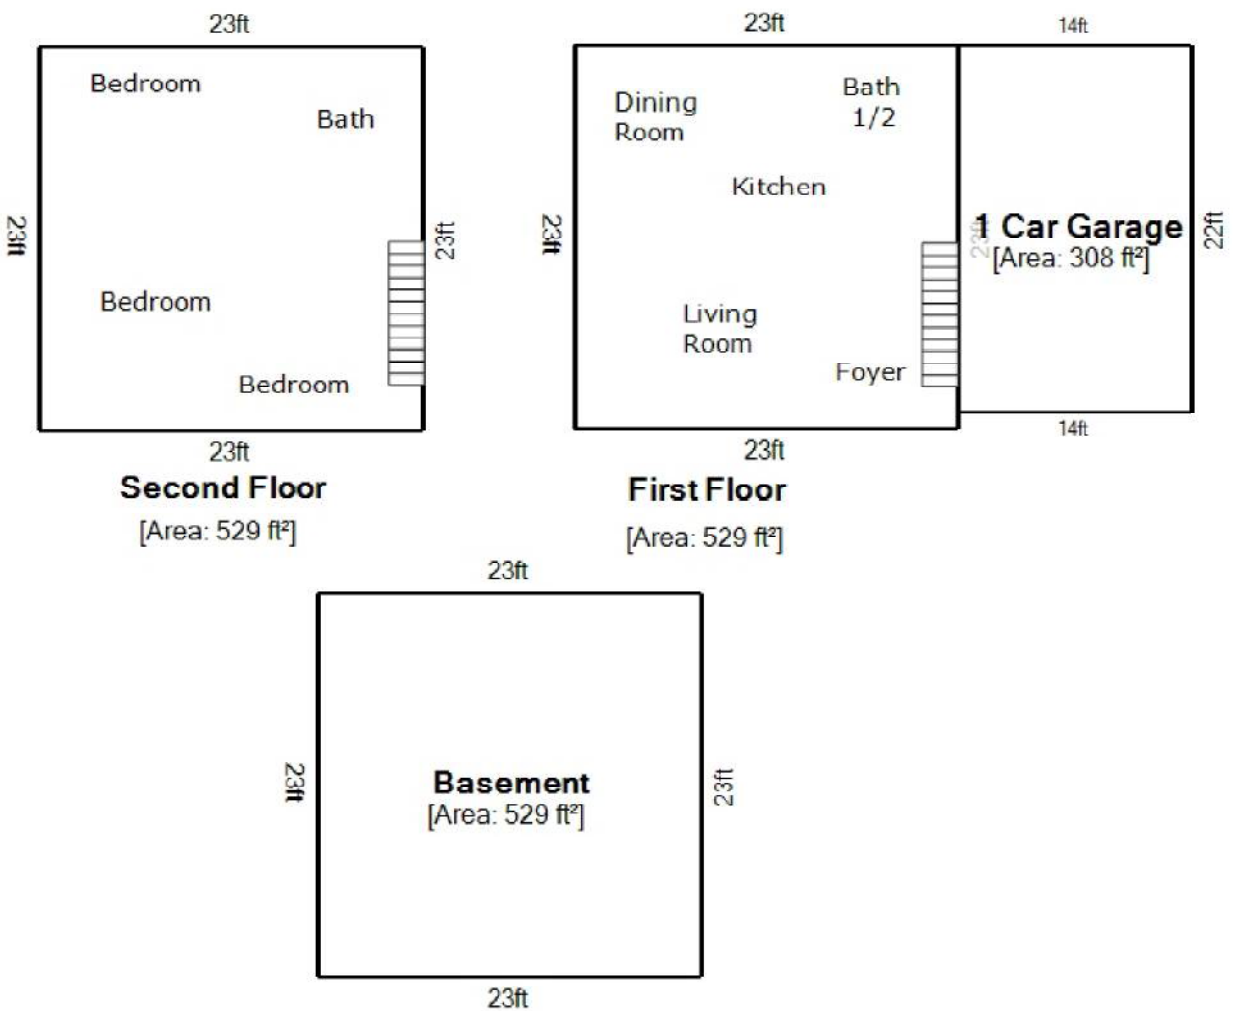 23ft
Bedroom
Bath
23ft
23ft
Bedroom
Bedroom
23ft
Second Floor
[Area: 529 ft²]
23ft
14ft
Dining
Room
Bath
1/2
Kitchen
23ft
23ft
1 Car Garage
[Area: 308 ft²]
22ft
Living
Room
Foyer
23ft
14ft
First Floor
[Area: 529 ft²]
23ft
23ft
Basement
[Area: 529 ft²]
23ft
23ft